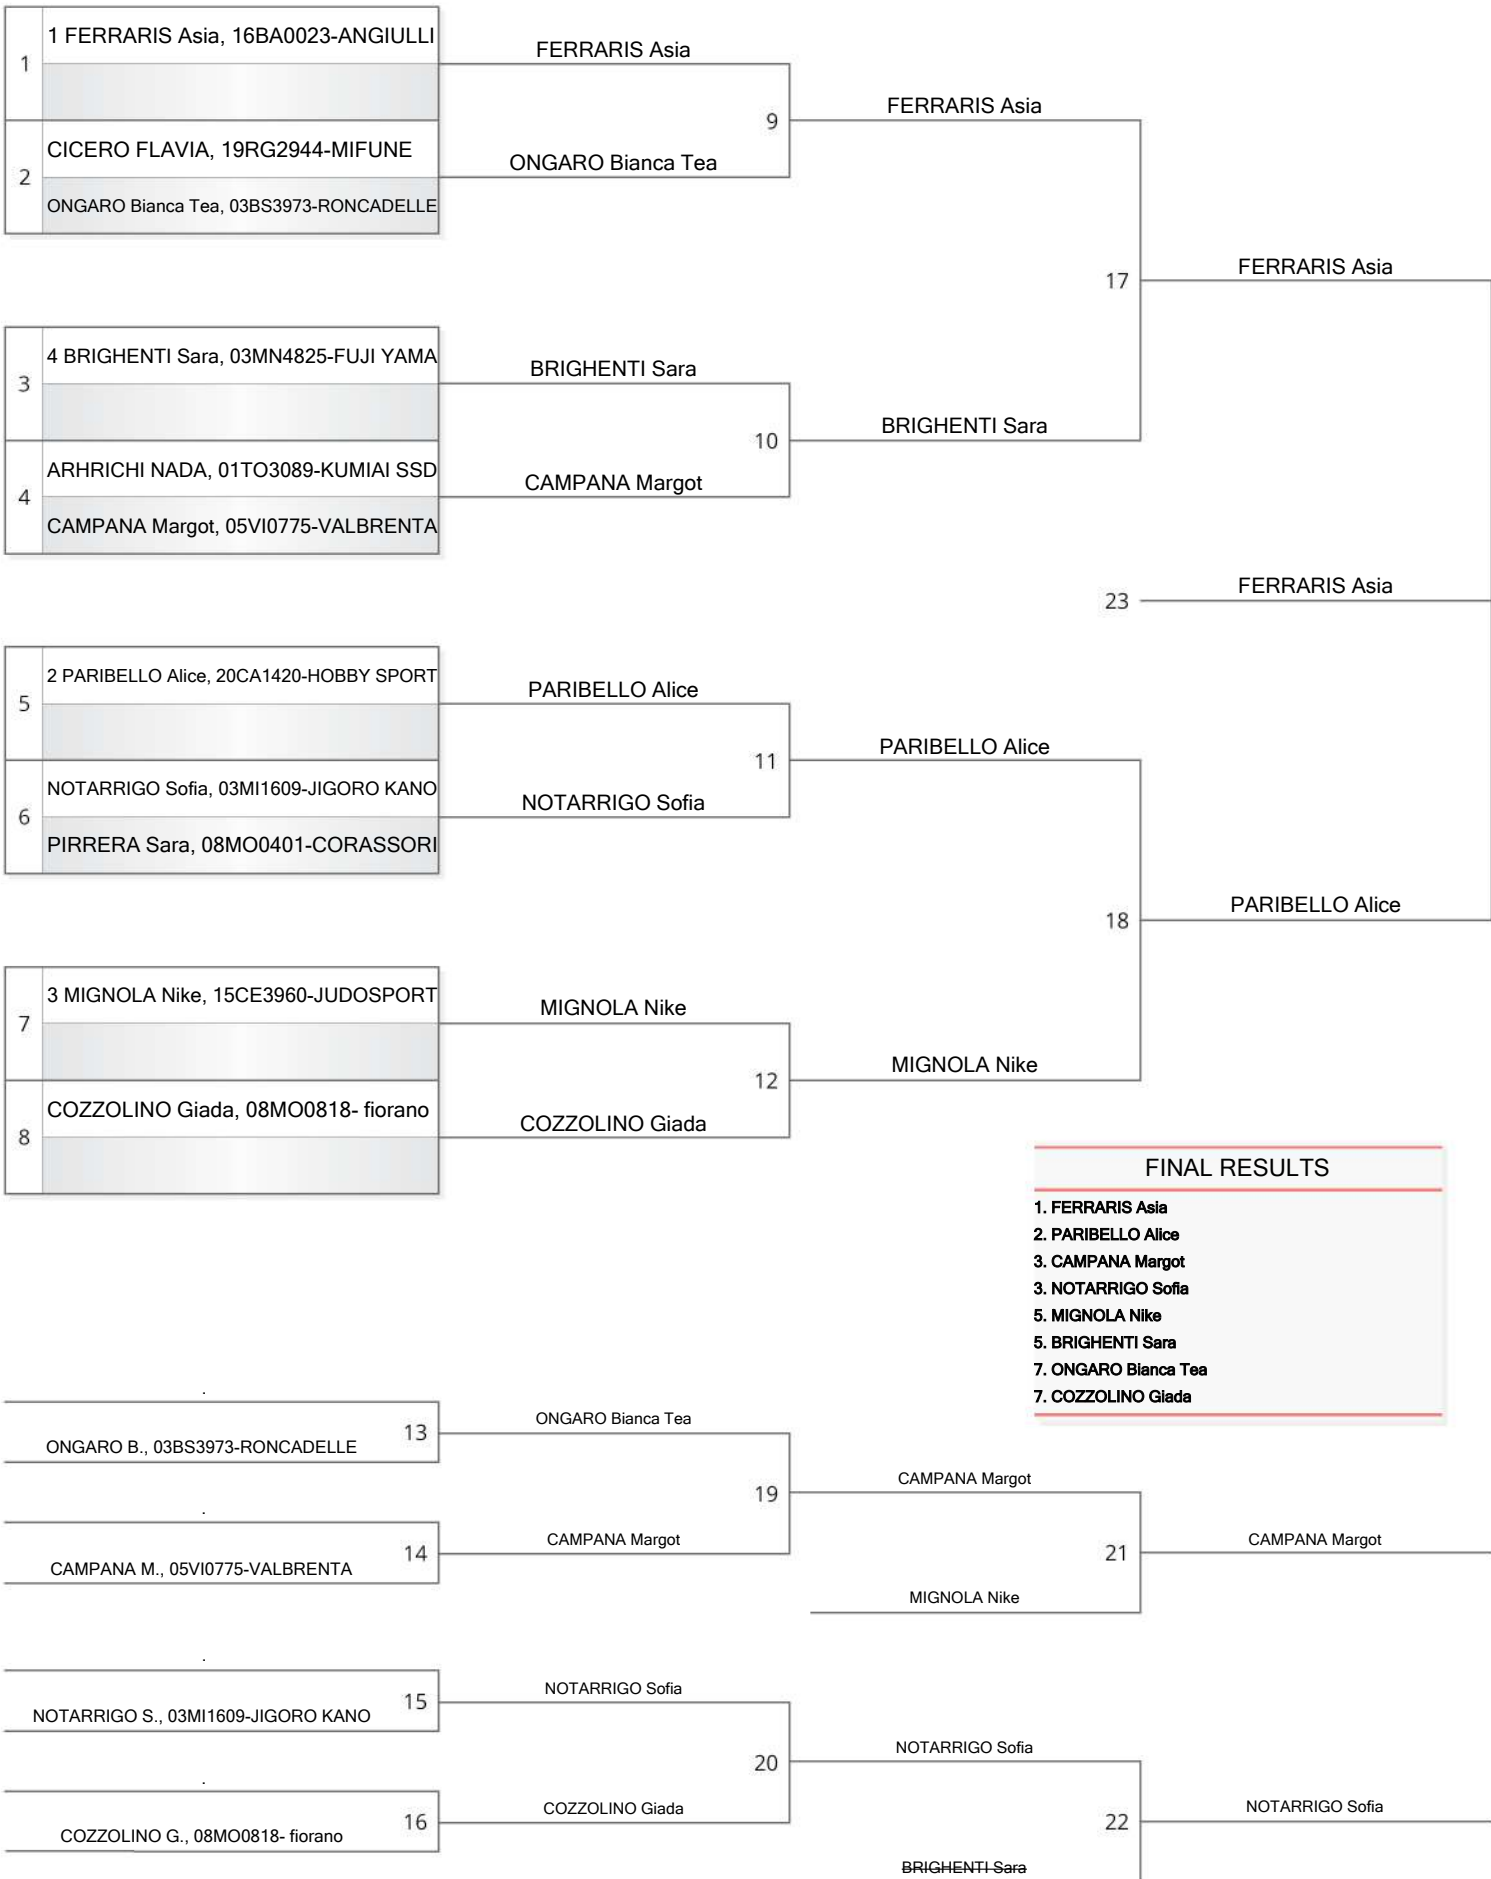 1 FERRARIS Asia, 16BA0023-ANGIULLI
1
FERRARIS Asia
9
FERRARIS Asia
CICERO FLAVIA, 19RG2944-MIFUNE
2
ONGARO Bianca Tea
ONGARO Bianca Tea, 03BS3973-RONCADELLE
17
FERRARIS Asia
4 BRIGHENTI Sara, 03MN4825-FUJI YAMA
3
BRIGHENTI Sara
10
BRIGHENTI Sara
ARHRICHI NADA, 01TO3089-KUMIAI SSD
4
CAMPANA Margot
CAMPANA Margot, 05VI0775-VALBRENTA
23
FERRARIS Asia
2 PARIBELLO Alice, 20CA1420-HOBBY SPORT
5
PARIBELLO Alice
11
PARIBELLO Alice
NOTARRIGO Sofia, 03MI1609-JIGORO KANO
6
NOTARRIGO Sofia
PIRRERA Sara, 08MO0401-CORASSORI
18
PARIBELLO Alice
3 MIGNOLA Nike, 15CE3960-JUDOSPORT
7
MIGNOLA Nike
12
MIGNOLA Nike
COZZOLINO Giada, 08MO0818- fiorano
8
COZZOLINO Giada
FINAL RESULTS
1. FERRARIS Asia
2. PARIBELLO Alice
3. CAMPANA Margot
3. NOTARRIGO Sofia
5. MIGNOLA Nike
5. BRIGHENTI Sara
7. ONGARO Bianca Tea
7. COZZOLINO Giada
.
ONGARO B., 03BS3973-RONCADELLE
13
ONGARO Bianca Tea
19
CAMPANA Margot
.
CAMPANA M., 05VI0775-VALBRENTA
14
CAMPANA Margot
21
CAMPANA Margot
MIGNOLA Nike
.
NOTARRIGO S., 03MI1609-JIGORO KANO
15
NOTARRIGO Sofia
20
NOTARRIGO Sofia
.
COZZOLINO G., 08MO0818- fiorano
16
COZZOLINO Giada
22
NOTARRIGO Sofia
BRIGHENTI Sara